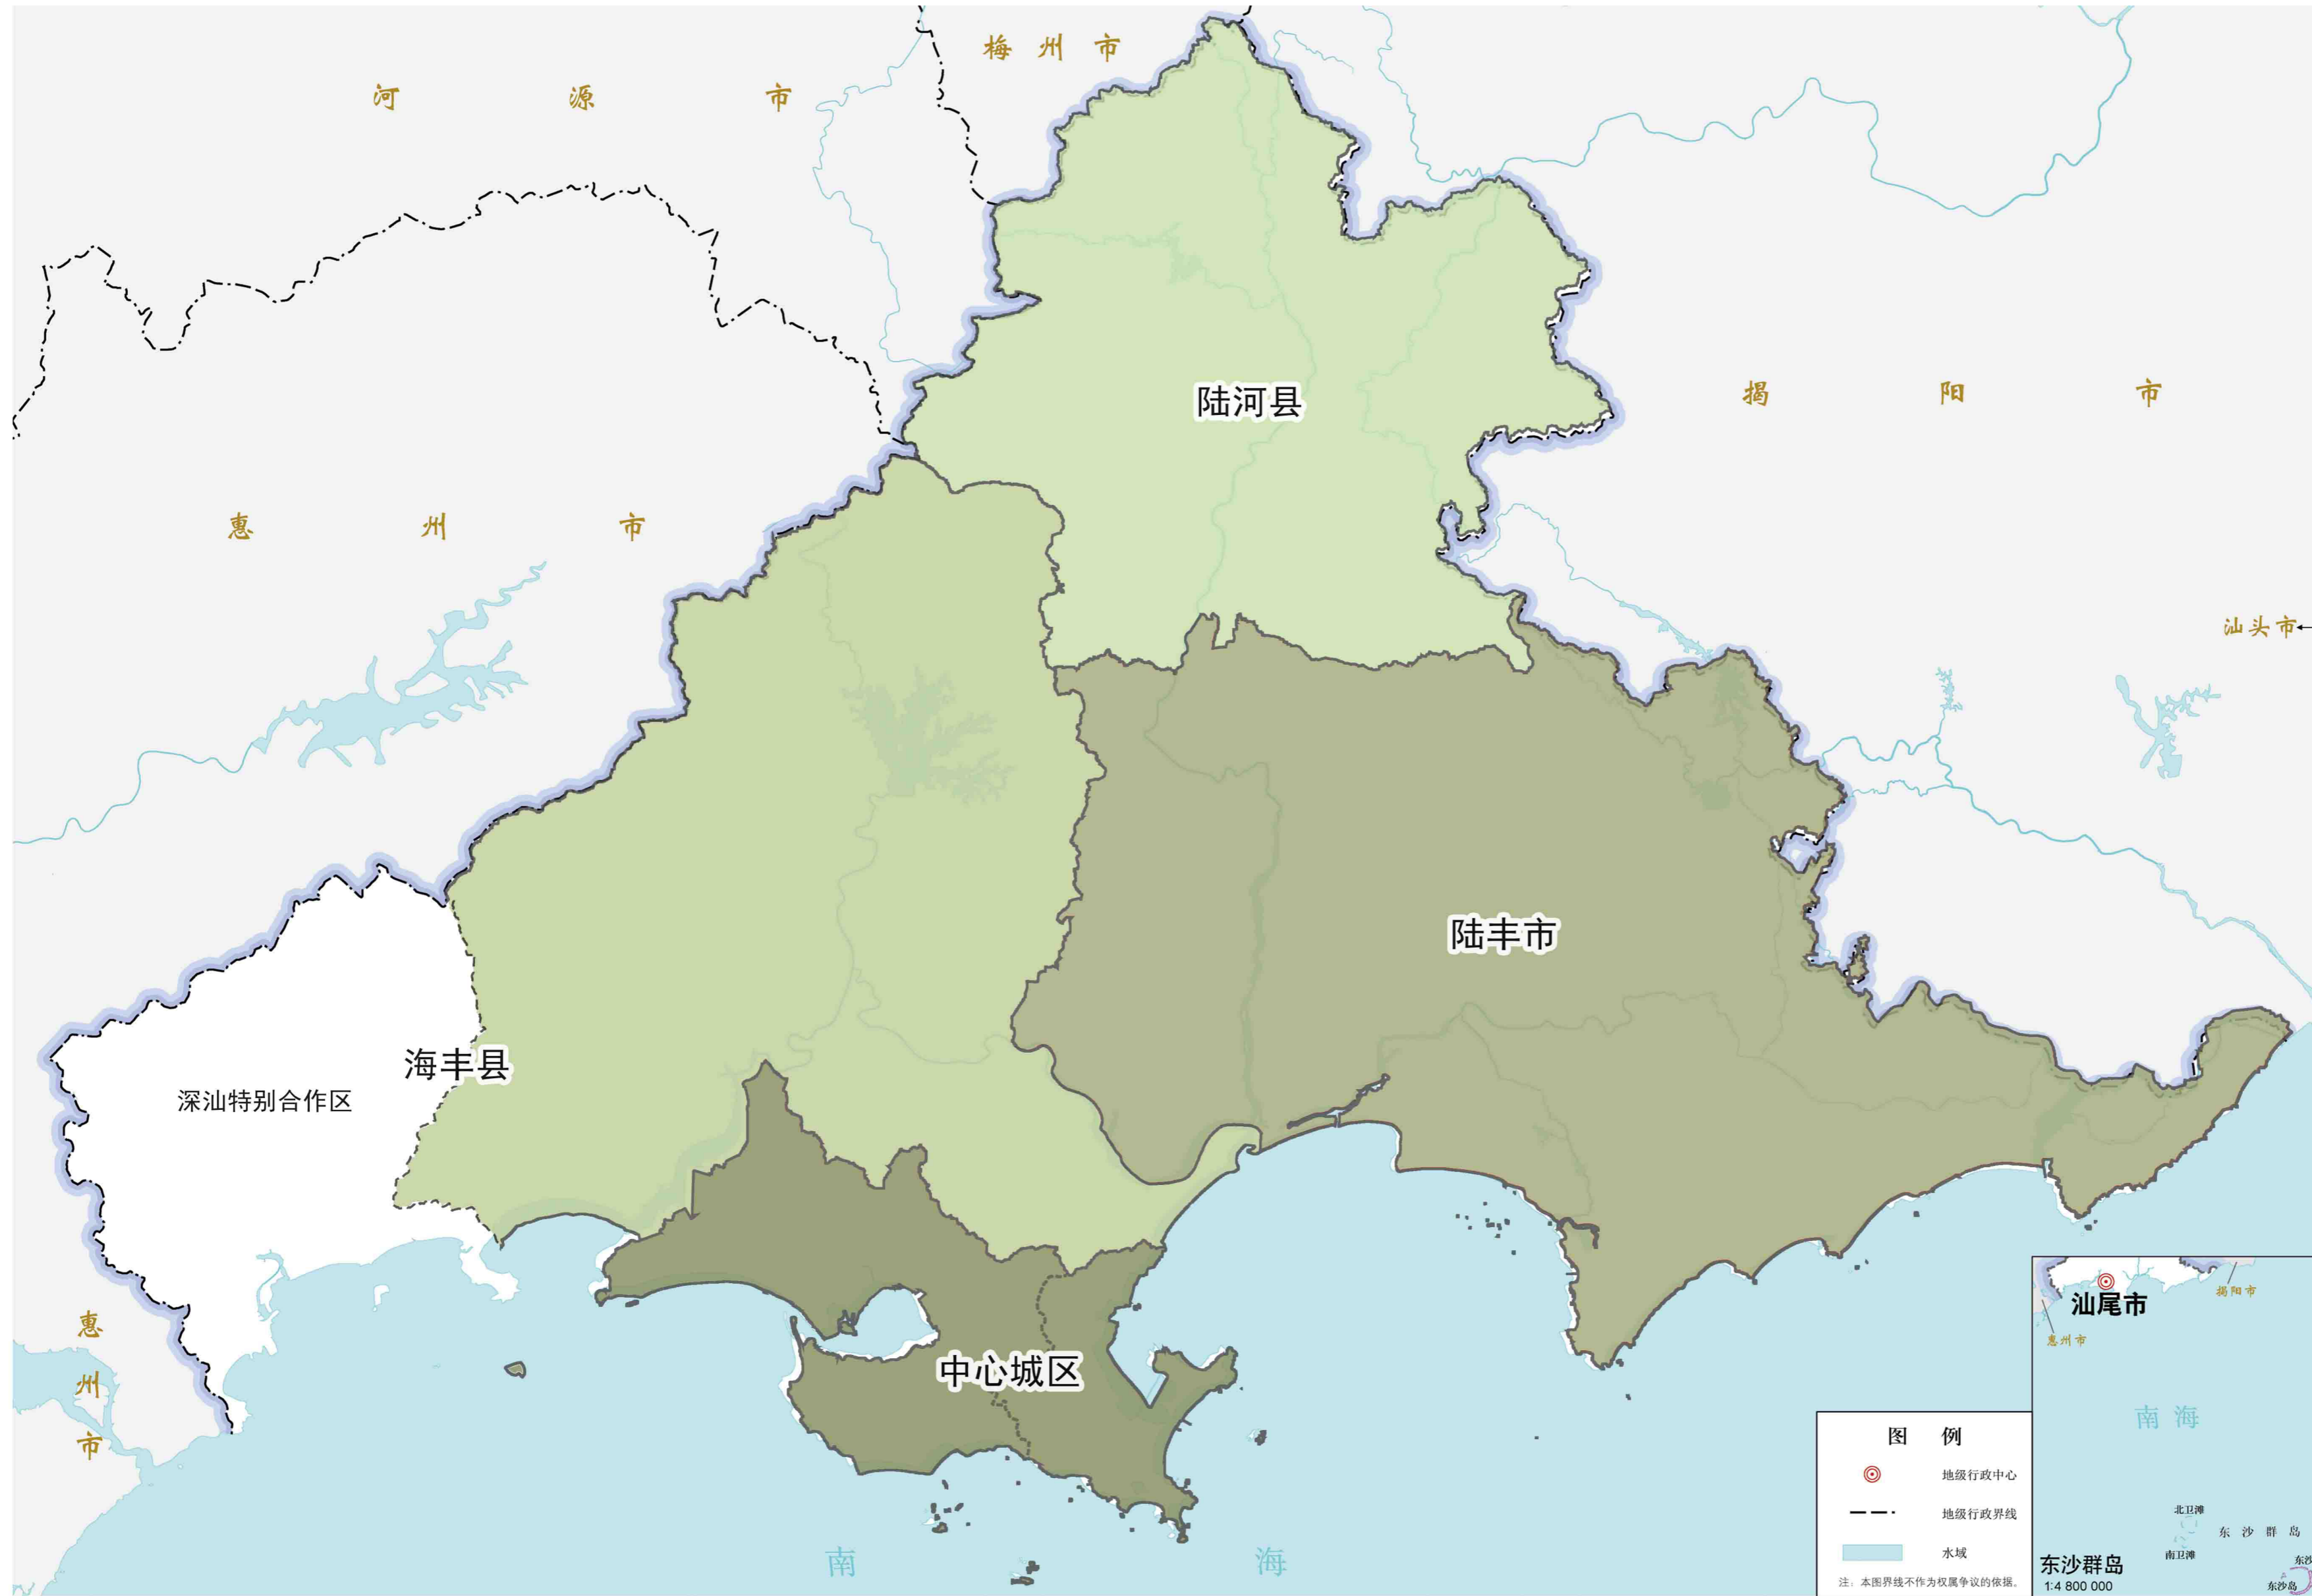 梅州市
河源市
陆河县
揭阳市
惠州市
汕头市
陆丰市
海丰县
深汕特别合作区
惠州市
中心城区
南海
图 例
地级行政中心
地级行政界线
水域
注：本图界线不作为权属争议的依据。
汕尾市
揭阳市
惠州市
南海
北卫滩
东沙群岛
南卫滩
东沙
东沙岛
东沙群岛
1:4 800 000